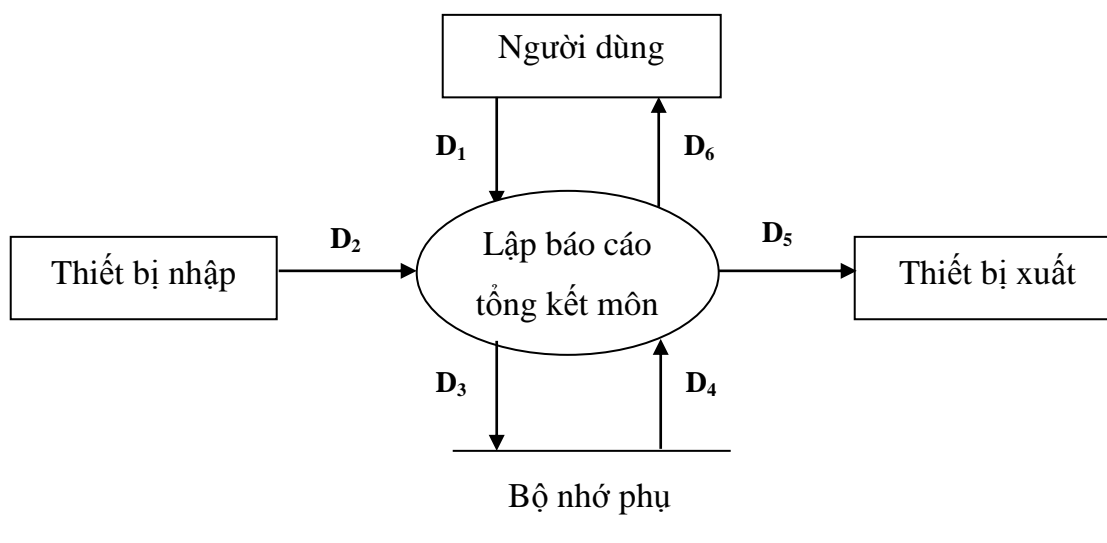 Người dùng
D₁
D₆
Thiết bị nhập
D₂
Lập báo cáo
tổng kết môn
D₅
Thiết bị xuất
D₃
D₄
Bộ nhớ phụ